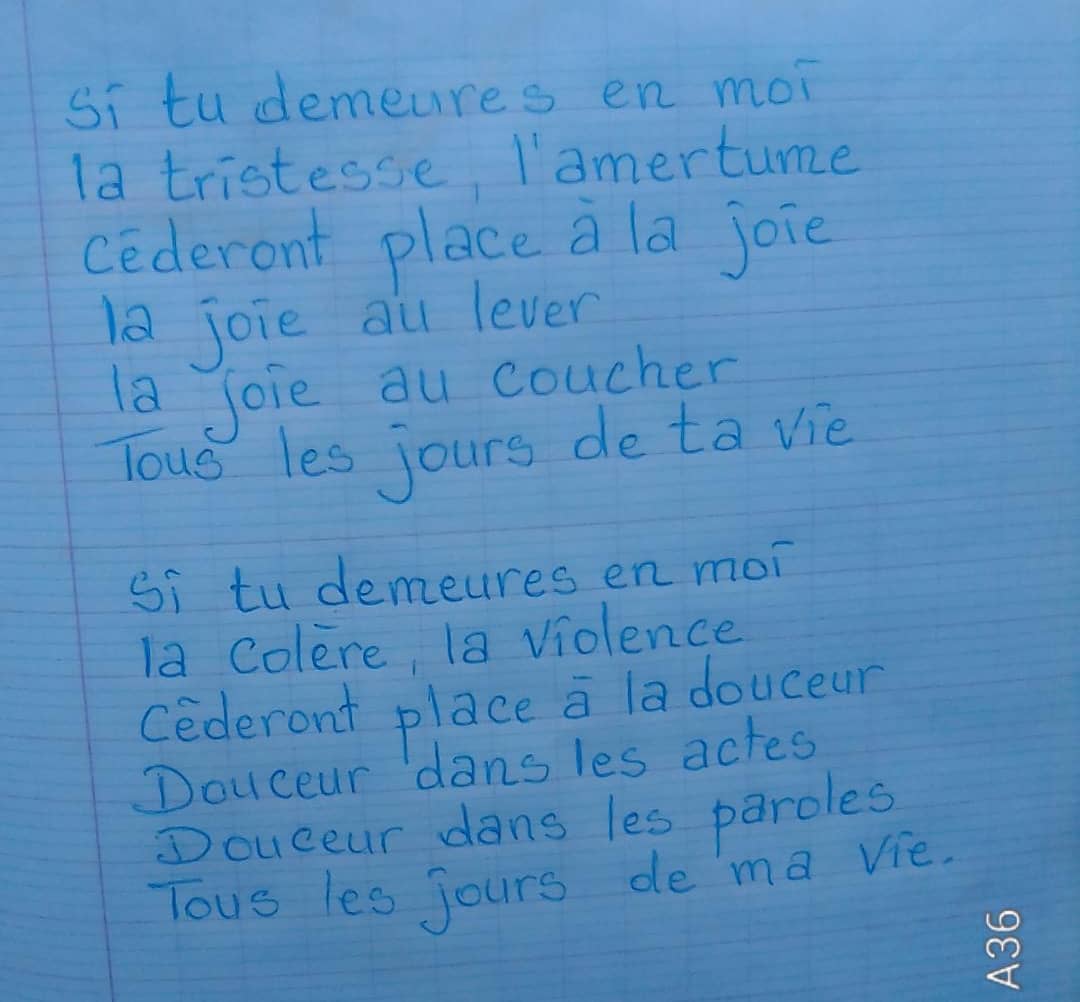 Si tu demeures en moi
la tristesse, l'amertume
Cèderont place à la joie
la joie au lever
la joie au coucher
Tous les jours de ta vie
Si tu demeures en moi
la colère, la violence
Cèderont place à la douceur
Douceur dans les actes
Douceur dans les paroles
Tous les jours de ma vie.
A36